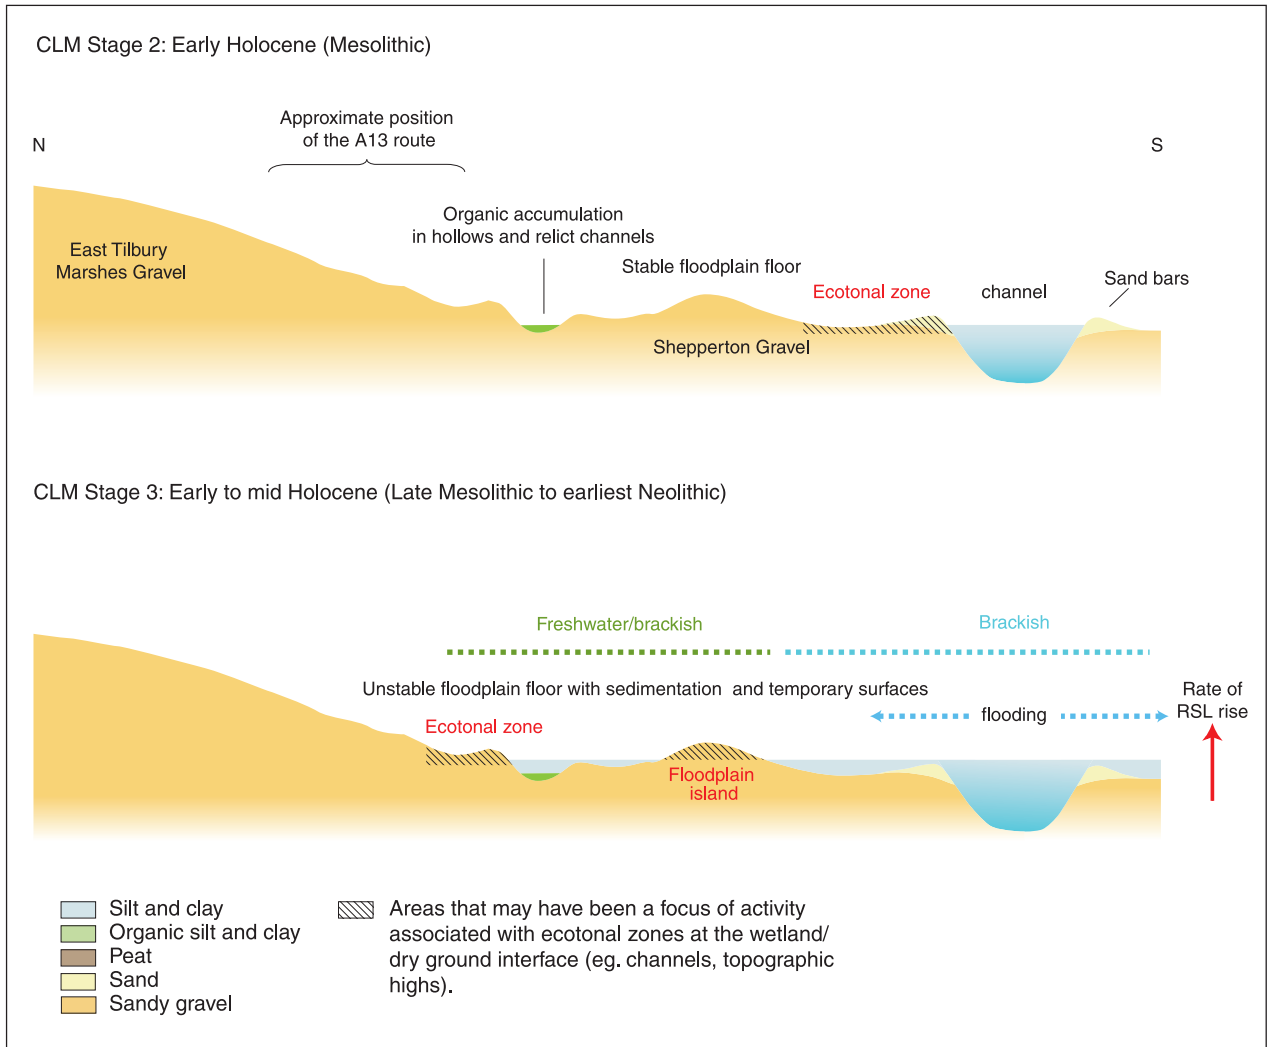 CLM Stage 2: Early Holocene (Mesolithic)
Approximate position
of the A13 route
N
S
Organic accumulation
in hollows and relict channels
East Tilbury
Marshes Gravel
Stable floodplain floor
Ecotonal zone
channel
Sand bars
Shepperton Gravel
CLM Stage 3: Early to mid Holocene (Late Mesolithic to earliest Neolithic)
Freshwater/brackish
Brackish
Unstable floodplain floor with sedimentation and temporary surfaces
Rate of
RSL rise
flooding
Ecotonal zone
Floodplain
island
Silt and clay
Organic silt and clay
Peat
Sand
Sandy gravel
Areas that may have been a focus of activity
associated with ecotonal zones at the wetland/
dry ground interface (eg. channels, topographic
highs).